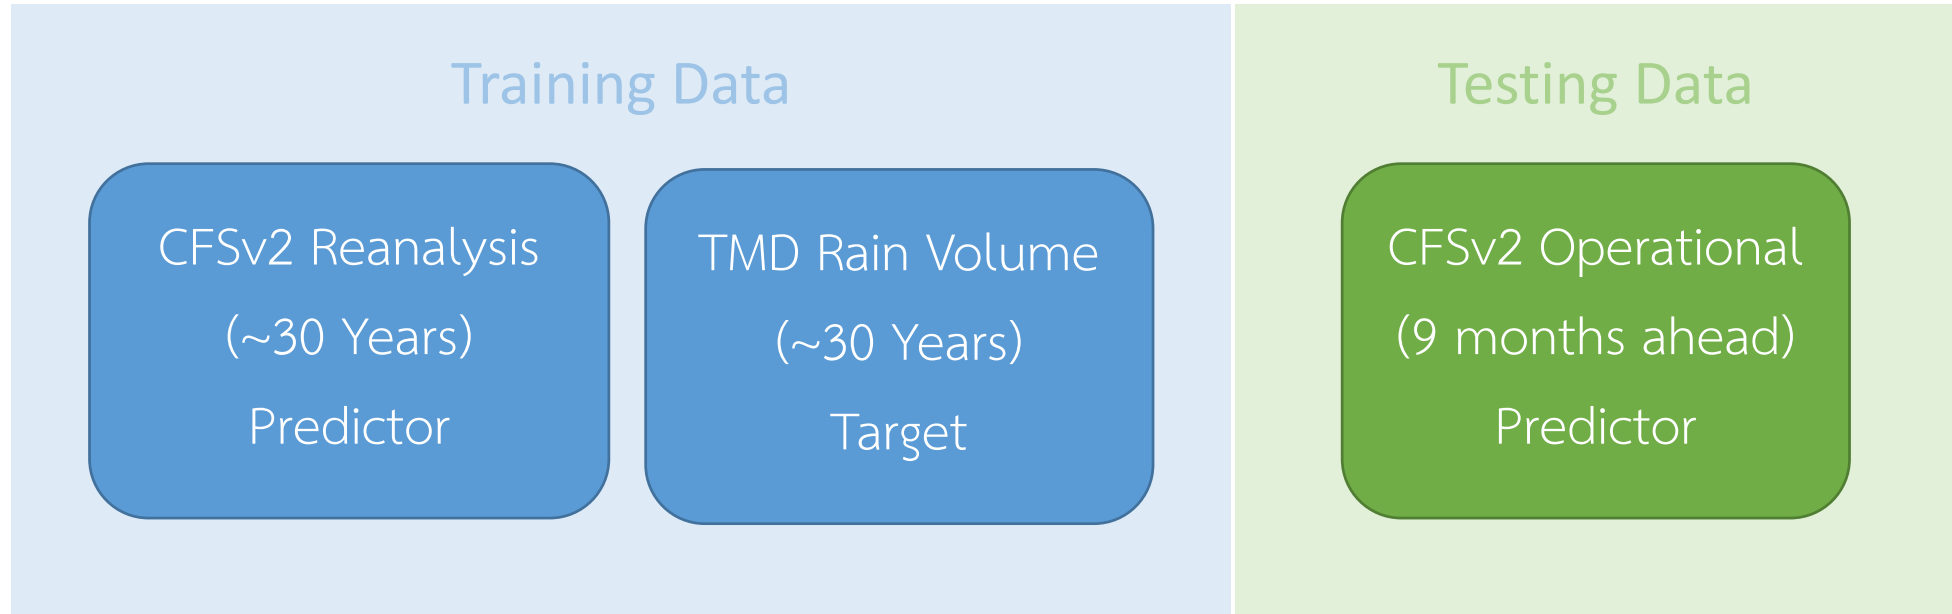 Training Data
CFSv2 Reanalysis
(~30 Years)
Predictor
TMD Rain Volume
(~30 Years)
Target
Testing Data
CFSv2 Operational
(9 months ahead)
Predictor